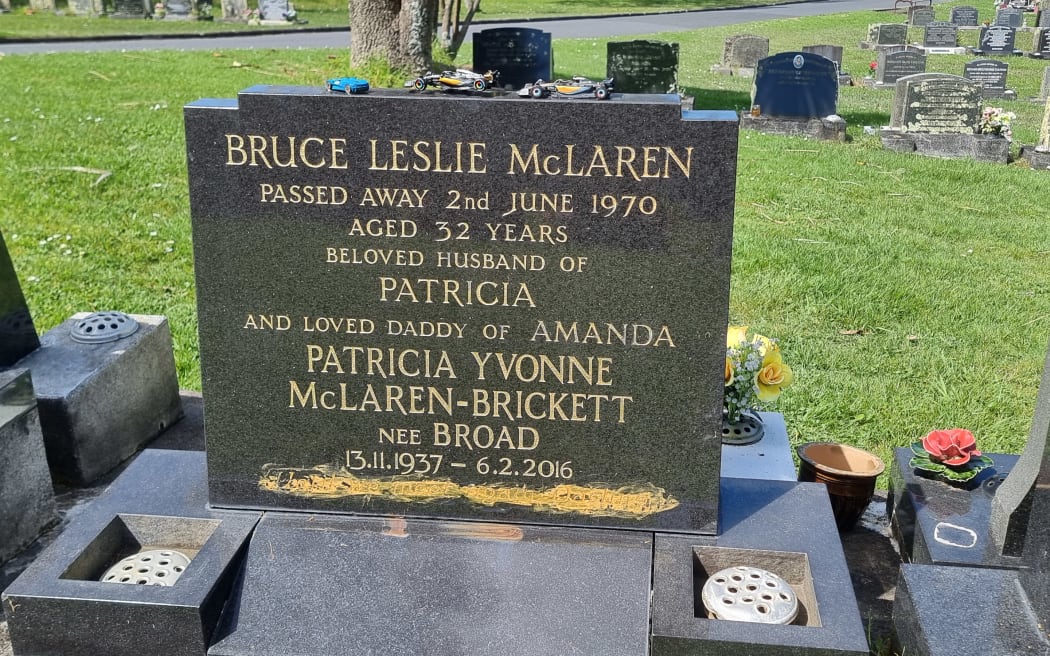 BRUCE LESLIE McLAREN
PASSED AWAY 2nd JUNE 1970
AGED 32 YEARS
BELOVED HUSBAND OF
PATRICIA
AND LOVED DADDY OF AMANDA
PATRICIA YVONNE
McLAREN-BRICKETT
NEE BROAD
13.11.1937 – 6.2.2016